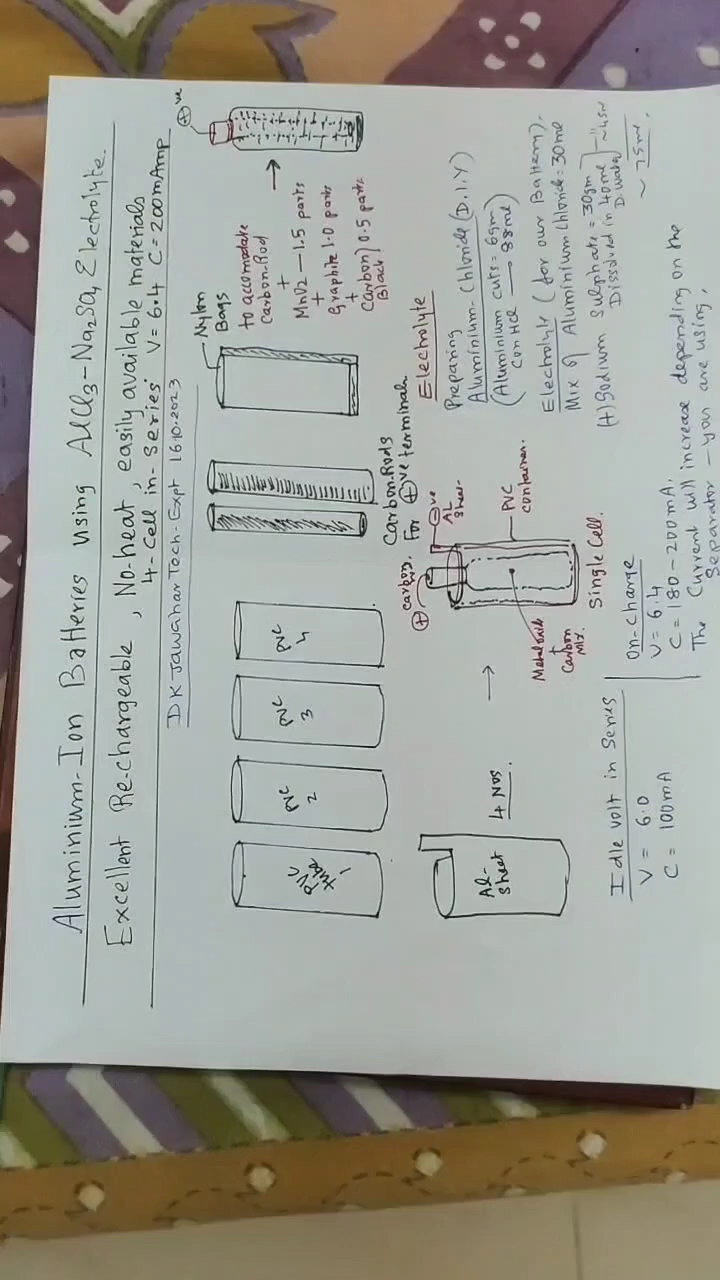 Aluminium-Ion Batteries using AlCl3-Na2SO4 Electrolyte.
Excellent Re-chargeable, No-heat, easily available materials
4-Cell in-Series V=6.4 C=200mAmp
DK Jawahar Tech-Expt 16.10.2023
PVC
1
PVC
2
PVC
3
PVC
4
Carbon-Rods
For ⊕ve terminal.
Nylon
Bags
to accomodate
Carbon-Rod
+
MnO2 — 1.5 parts
+
Graphite 1.0 parts
+
Carbon) 0.5 parts.
Black
⊕ve
Al-
sheet
4 Nos.
carbon.
⊕
⊖ve
AL
sheet
PVC
container.
Metal oxide
+
Carbon
Mix.
Single Cell.
Electrolyte
Preparing
Aluminium-Chloride (D.I.Y)
(Aluminium cuts = 6gm
Con HCL → 88ml)
Electrolyte (for our Battery).
Mix of Aluminium Chloride = 30ml
(+) Sodium Sulphate = 30gm
Dissolved in 40ml
D.Water
Idle volt in Series
V = 6.0
C = 100mA
On-Charge
V = 6.4
C = 180-200mA.
The Current will increase depending on the
Separator - you are using.